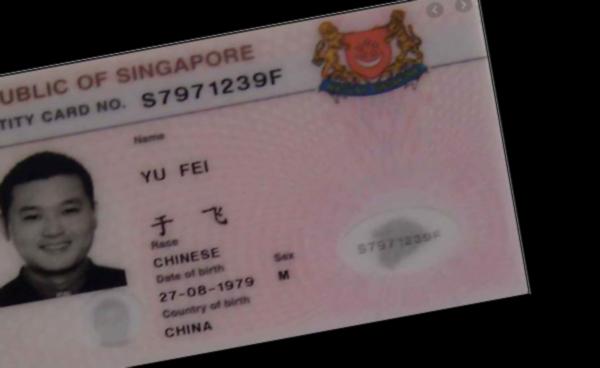 UBLIC OF SINGAPORE
TITY CARD NO. S7971239F
Name
YU FEI
于 飞
Race
CHINESE
Date of birth
Sex
27-08-1979
M
Country of birth
CHINA
S7971239F